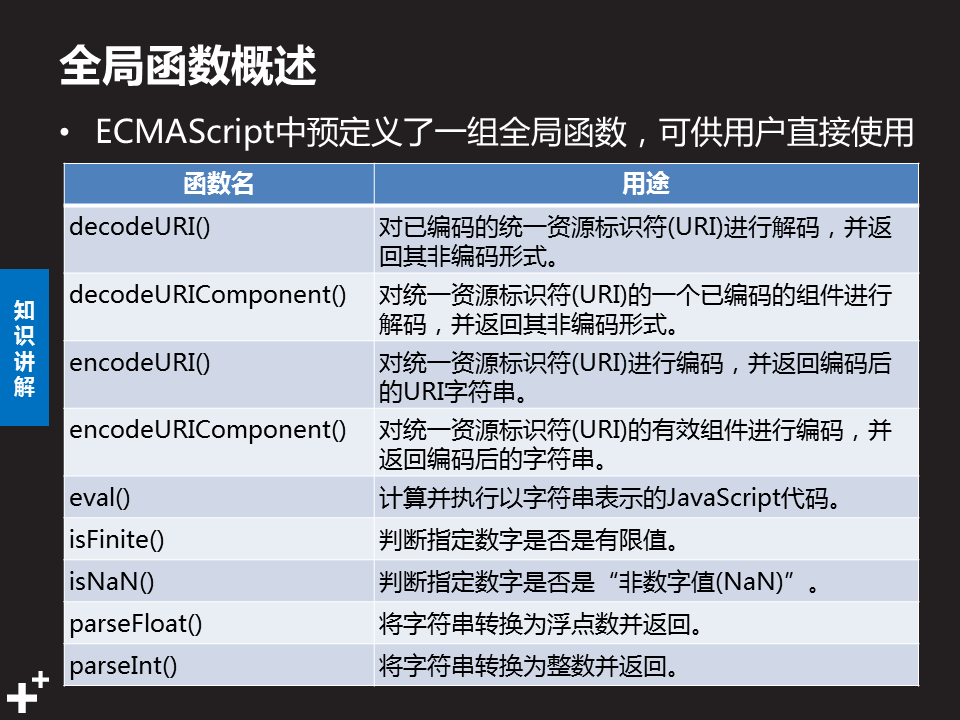 全局函数概述
• ECMAScript中预定义了一组全局函数，可供用户直接使用
函数名 用途
decodeURI() 对已编码的统一资源标识符(URI)进行解码，并返
回其非编码形式。
decodeURIComponent() 对统一资源标识符(URI)的一个已编码的组件进行
解码，并返回其非编码形式。
encodeURI() 对统一资源标识符(URI)进行编码，并返回编码后
的URI字符串。
encodeURIComponent() 对统一资源标识符(URI)的有效组件进行编码，并
返回编码后的字符串。
eval() 计算并执行以字符串表示的JavaScript代码。
isFinite() 判断指定数字是否是有限值。
isNaN() 判断指定数字是否是“非数字值(NaN)”。
parseFloat() 将字符串转换为浮点数并返回。
parseInt() 将字符串转换为整数并返回。
知
识
讲
解